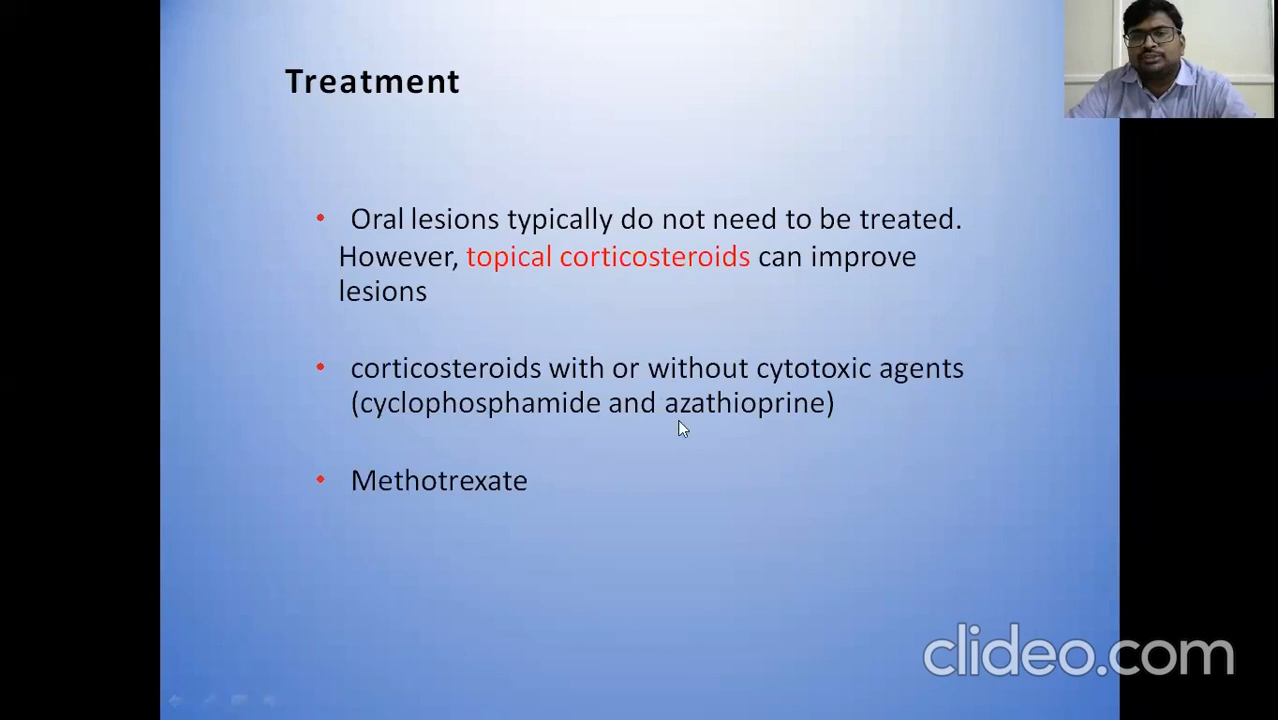 Treatment
• Oral lesions typically do not need to be treated.
However, topical corticosteroids can improve
lesions
• corticosteroids with or without cytotoxic agents
(cyclophosphamide and azathioprine)
• Methotrexate
clideo.com